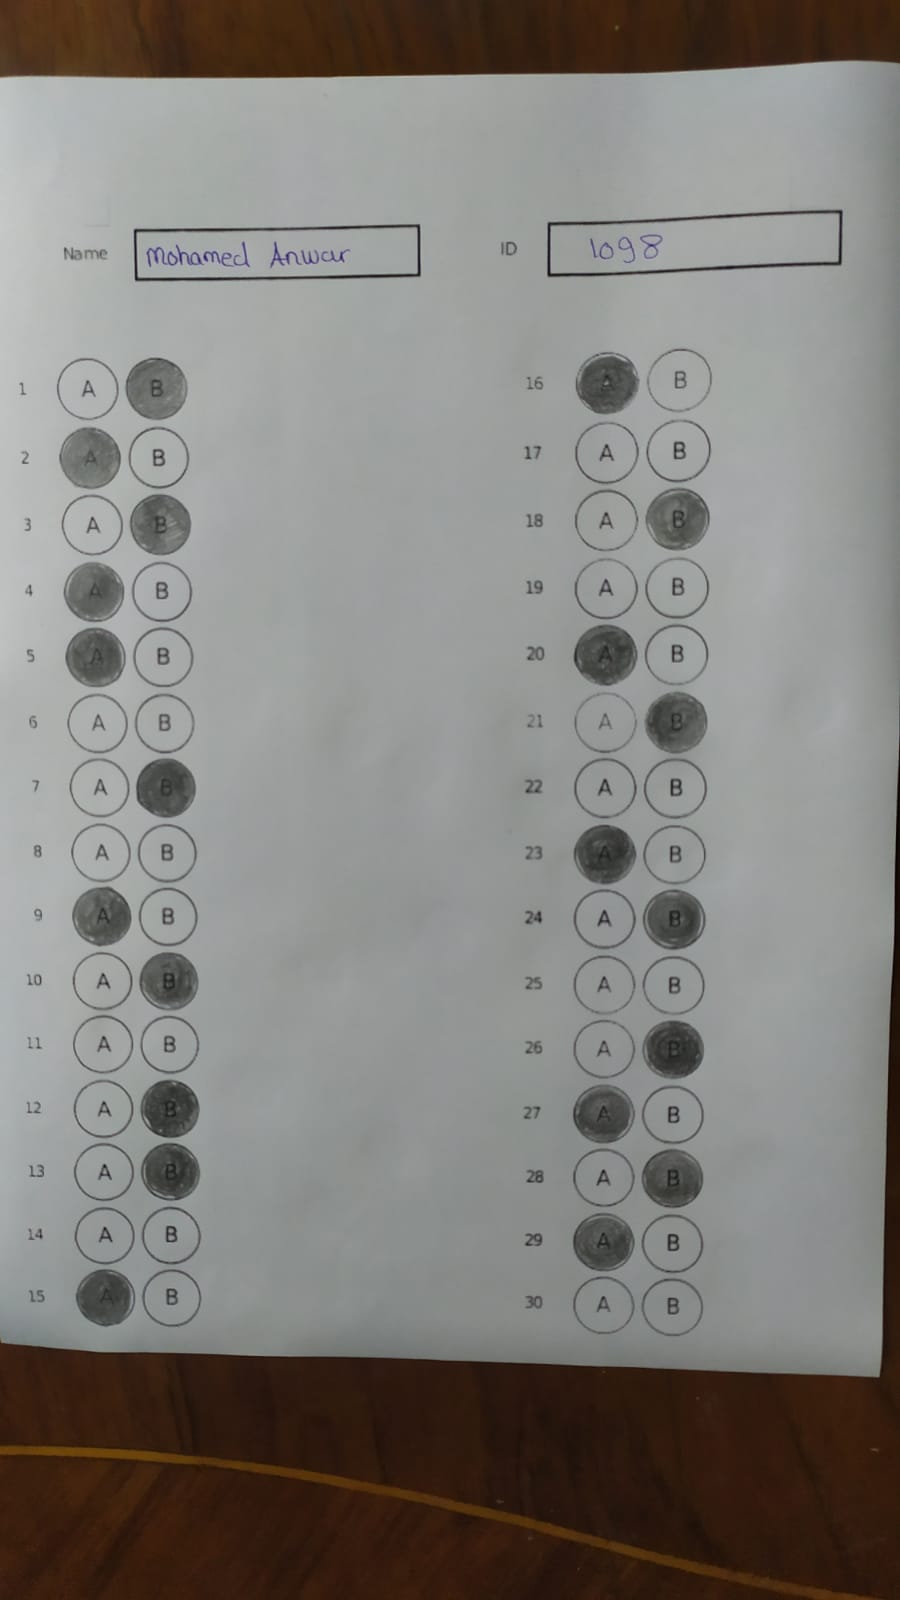 Name Mohamed Anwar ID 1098
1 A B 16 A B
2 A B 17 A B
3 A B 18 A B
4 A B 19 A B
5 A B 20 A B
6 A B 21 A B
7 A B 22 A B
8 A B 23 A B
9 A B 24 A B
10 A B 25 A B
11 A B 26 A B
12 A B 27 A B
13 A B 28 A B
14 A B 29 A B
15 A B 30 A B